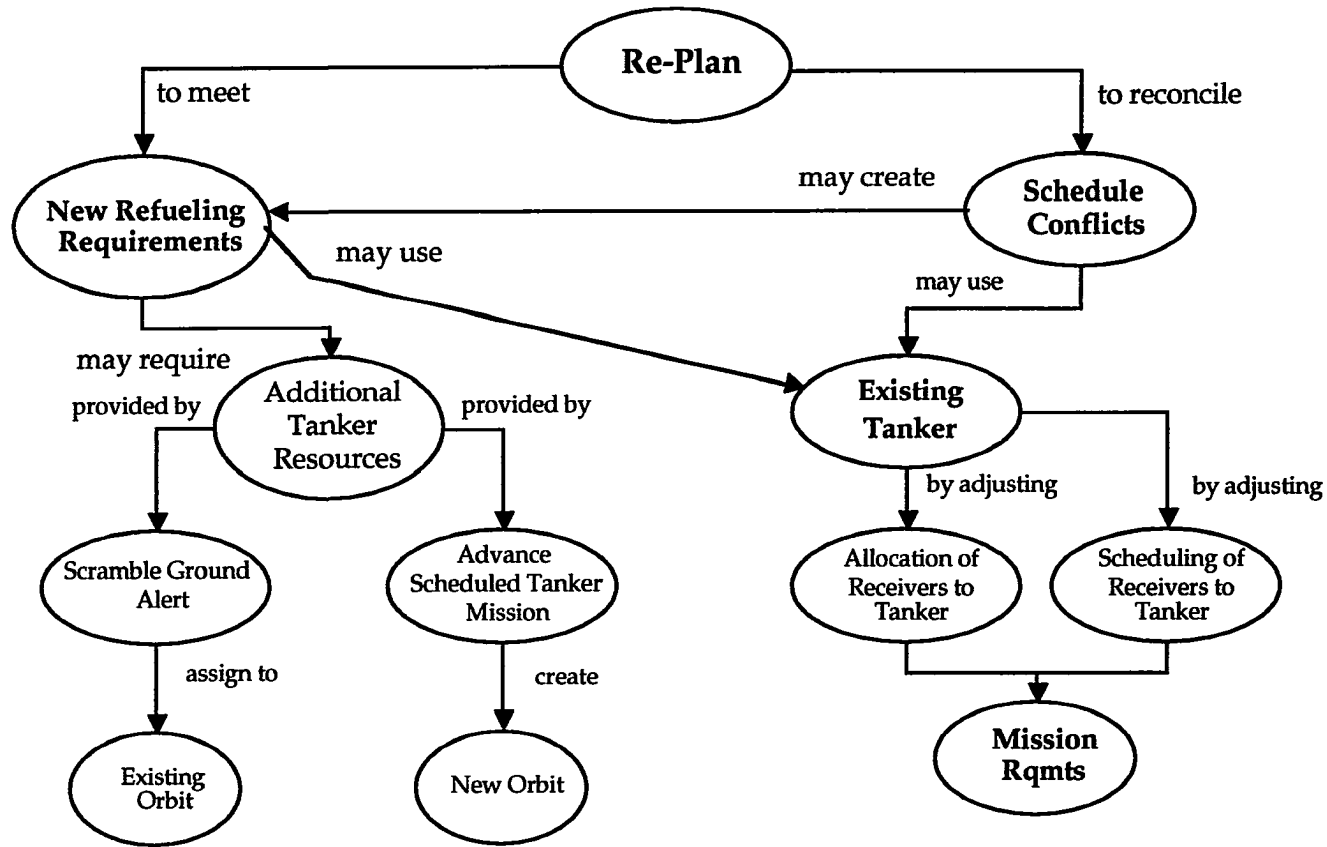 Re-Plan
to meet
to reconcile
may create
Schedule
Conflicts
New Refueling
Requirements
may use
may use
may require
Additional
Tanker
Resources
provided by
provided by
Existing
Tanker
by adjusting
by adjusting
Scramble Ground
Alert
Advance
Scheduled Tanker
Mission
Allocation of
Receivers to
Tanker
Scheduling of
Receivers to
Tanker
assign to
create
Existing
Orbit
New Orbit
Mission
Rqmts